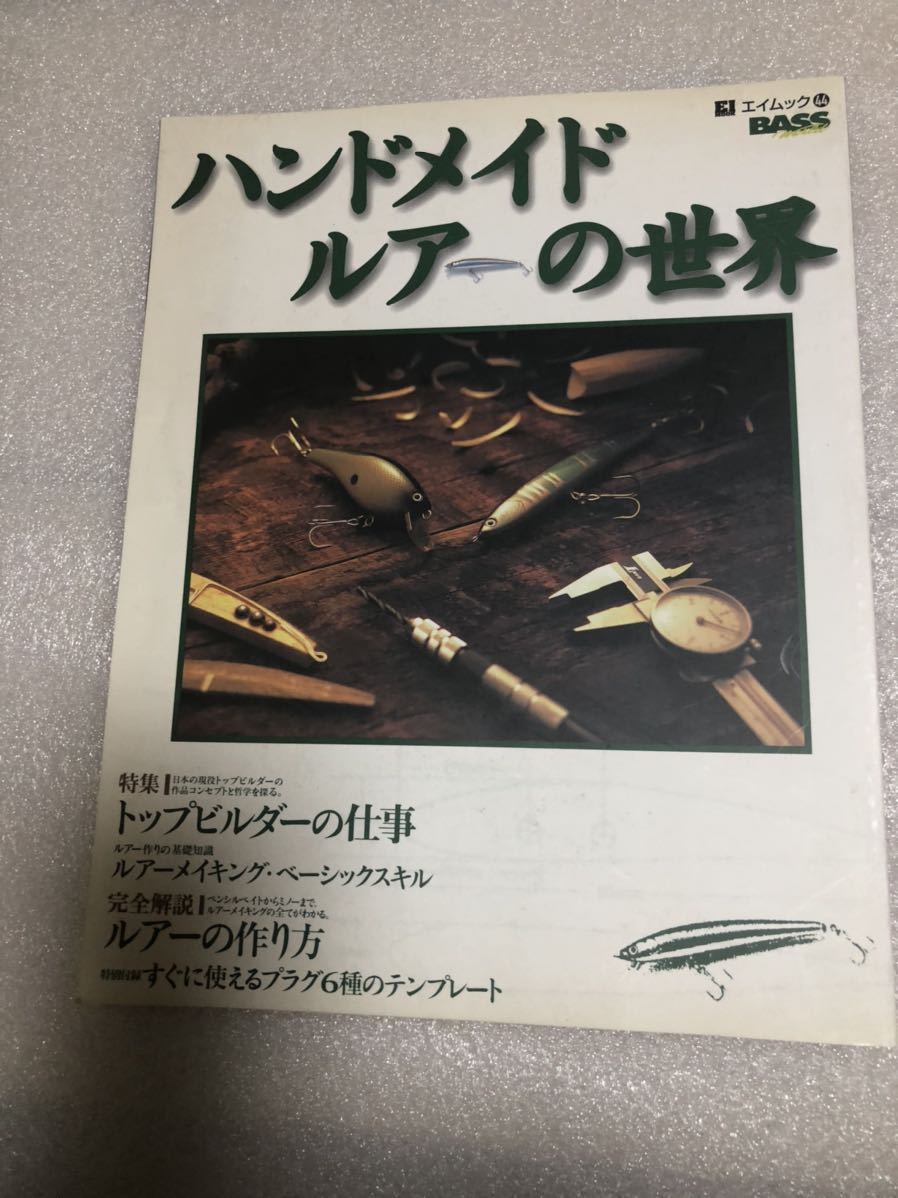 EI エイムック 44
BASS
ハンドメイド
ルアーの世界
特集 日本の現役トップビルダーの
作品コンセプトと哲学を探る。
トップビルダーの仕事
ルアー作りの基礎知識
ルアーメイキング・ベーシックスキル
完全解説 ペンシルベイトからミノーまで、
ルアーメイキングの全てがわかる。
ルアーの作り方
特別付録 すぐに使えるプラグ6種のテンプレート